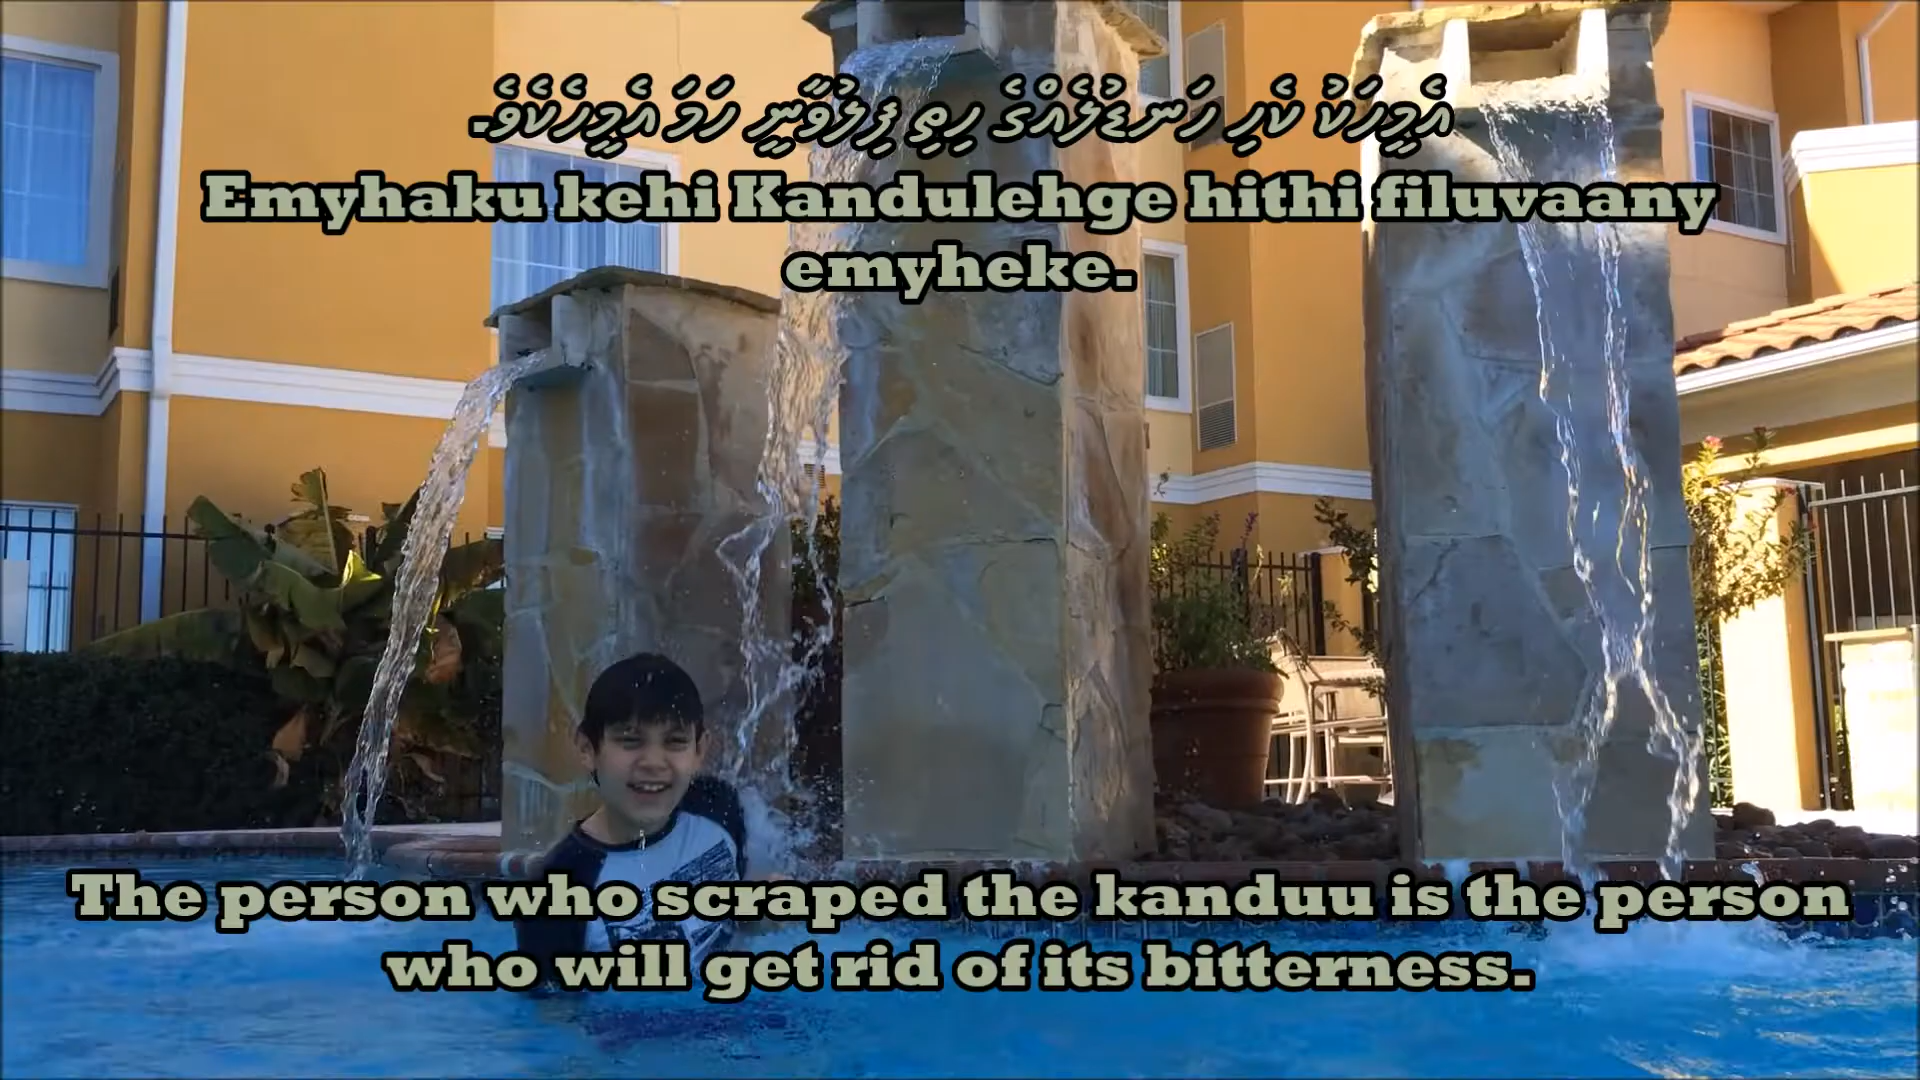 އެމީހަކު ކެހި ހަނޑުލެއްގެ ހިތި ފިލުވާނީ ހަމަ އެމީހެކެވެ.
Emyhaku kehi Kandulehge hithi filuvaany
emyheke.
The person who scraped the kanduu is the person
who will get rid of its bitterness.